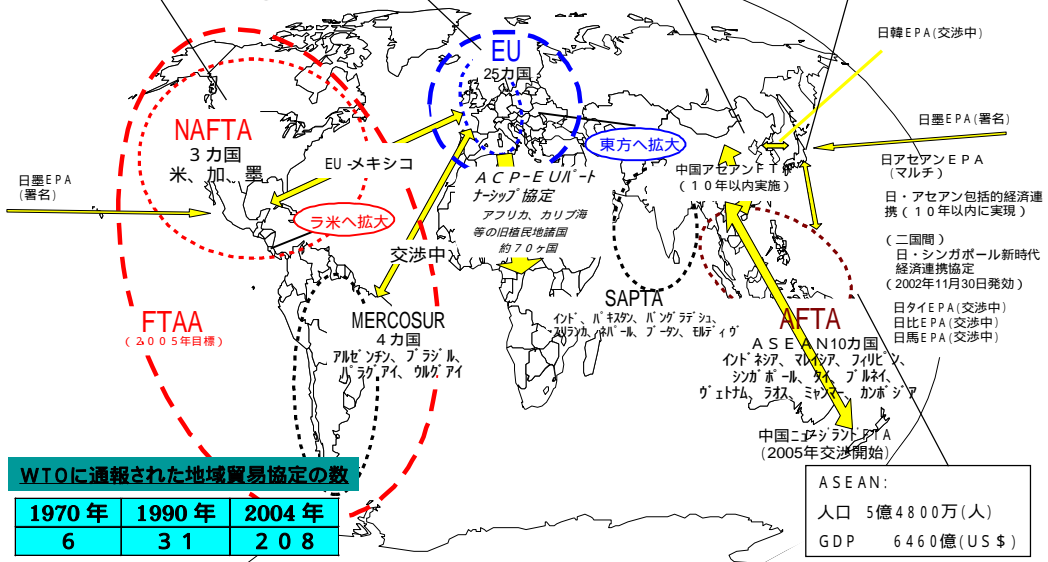 日韓EPA(交渉中)
EU
25カ国
NAFTA
3カ国
米、加、墨
日墨EPA
(署名)
EU-メキシコ
ラ米へ拡大
東方へ拡大
ACP-EUパート
ナーシップ協定
アフリカ、カリブ海
等の旧植民地諸国
約70ヶ国
交渉中
中国アセアンFTA
(10年以内実施)
日墨EPA(署名)
日アセアンEPA
(マルチ)
日・アセアン包括的経済連
携(10年以内に実現)
(二国間)
日・シンガポール新時代
経済連携協定
(2002年11月30日発効)
日タイEPA(交渉中)
日比EPA(交渉中)
日馬EPA(交渉中)
FTAA
(2005年目標)
MERCOSUR
4カ国
アルゼンチン、ブラジル、
パラグアイ、ウルグアイ
SAPTA
インド、パキスタン、バングラデシュ、
スリランカ、ネパール、ブータン、モルディヴ
AFTA
ASEAN10カ国
インドネシア、マレイシア、フィリピン、
シンガポール、タイ、ブルネイ、
ヴェトナム、ラオス、ミャンマー、カンボジア
中国ニュージランドFTA
(2005年交渉開始)
WTOに通報された地域貿易協定の数
1970年 1990年 2004年
6 31 208
ASEAN:
人口 5億4800万(人)
GDP 6460億(US$)